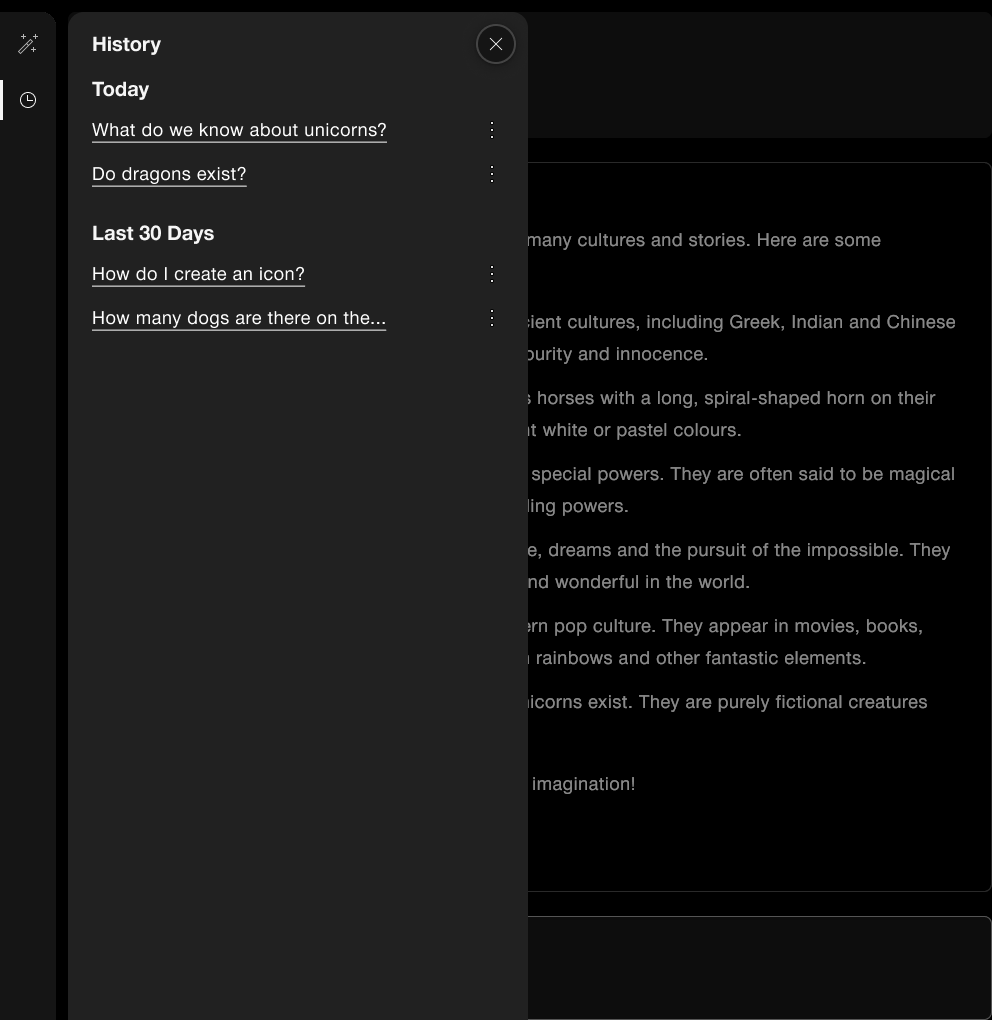 History
Today
What do we know about unicorns?
Do dragons exist?
Last 30 Days
How do I create an icon?
How many dogs are there on the...
many cultures and stories. Here are some
cultures, including Greek, Indian and Chinese
purity and innocence.
horses with a long, spiral-shaped horn on their
white or pastel colours.
special powers. They are often said to be magical
powers.
dreams and the pursuit of the impossible. They
wonderful in the world.
pop culture. They appear in movies, books,
rainbows and other fantastic elements.
exist. They are purely fictional creatures
imagination!